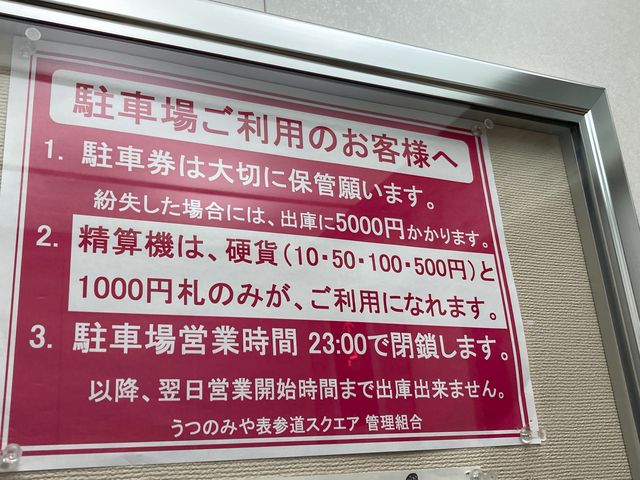 駐車場ご利用のお客様へ
1. 駐車券は大切に保管願います。
紛失した場合には、出庫に5000円かかります。
2. 精算機は、硬貨(10・50・100・500円)と
1000円札のみが、ご利用になれます。
3. 駐車場営業時間 23:00で閉鎖します。
以降、翌日営業開始時間まで出庫出来ません。
うつのみや表参道スクエア 管理組合